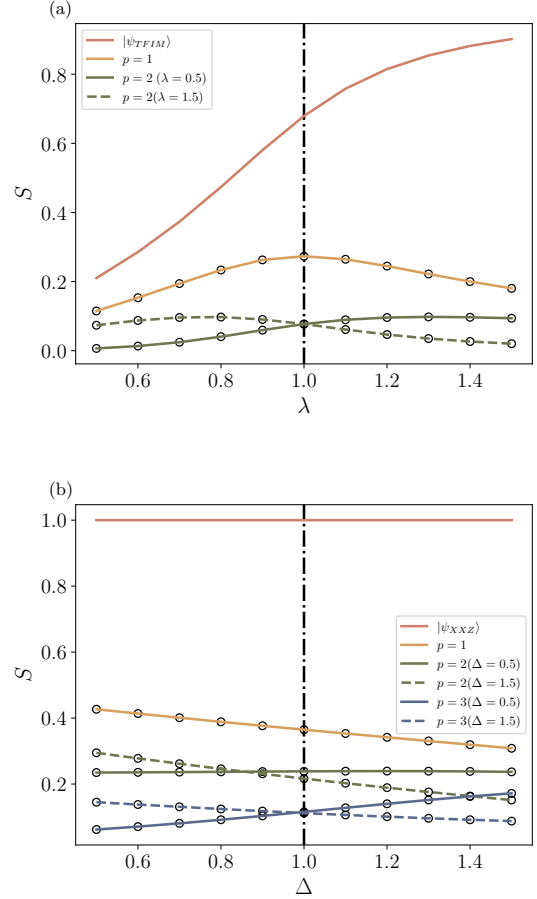 (a)
|ψ_{TFIM}⟩
p = 1
p = 2 (λ = 0.5)
p = 2(λ = 1.5)
0.8
0.6
0.4
0.2
0.0
S
0.6 0.8 1.0 1.2 1.4
λ
(b)
1.0
0.8
0.6
0.4
0.2
S
|ψ_{XXZ}⟩
p = 1
p = 2(Δ = 0.5)
p = 2(Δ = 1.5)
p = 3(Δ = 0.5)
p = 3(Δ = 1.5)
0.6 0.8 1.0 1.2 1.4
Δ